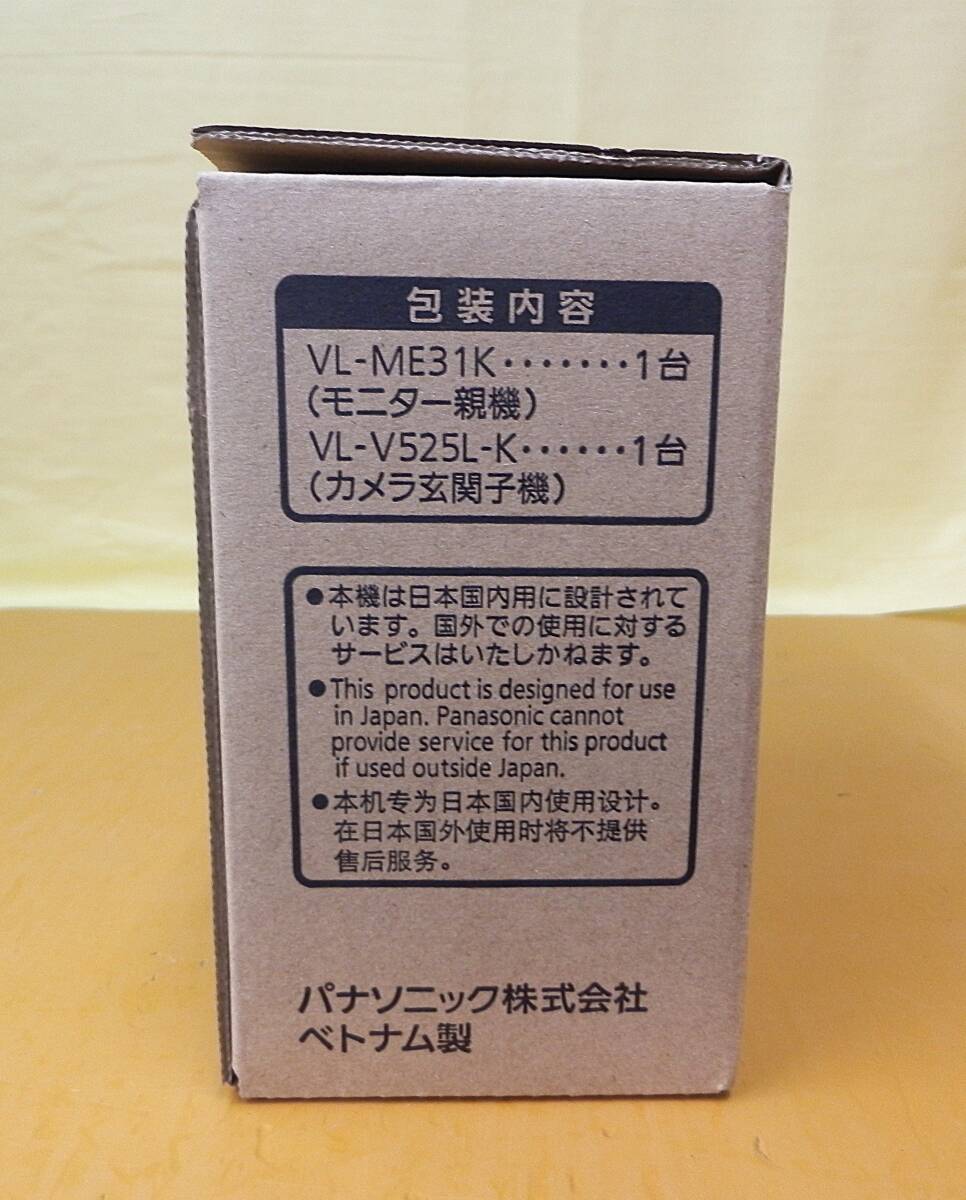 包装内容
VL-ME31K・・・・・・・1台
(モニター親機)
VL-V525L-K・・・・・・1台
(カメラ玄関子機)
●本機は日本国内用に設計されて
います。国外での使用に対する
サービスはいたしかねます。
●This product is designed for use
in Japan. Panasonic cannot
provide service for this product
if used outside Japan.
●本机专为日本国内使用设计。
在日本国外使用时将不提供
售后服务。
パナソニック株式会社
ベトナム製